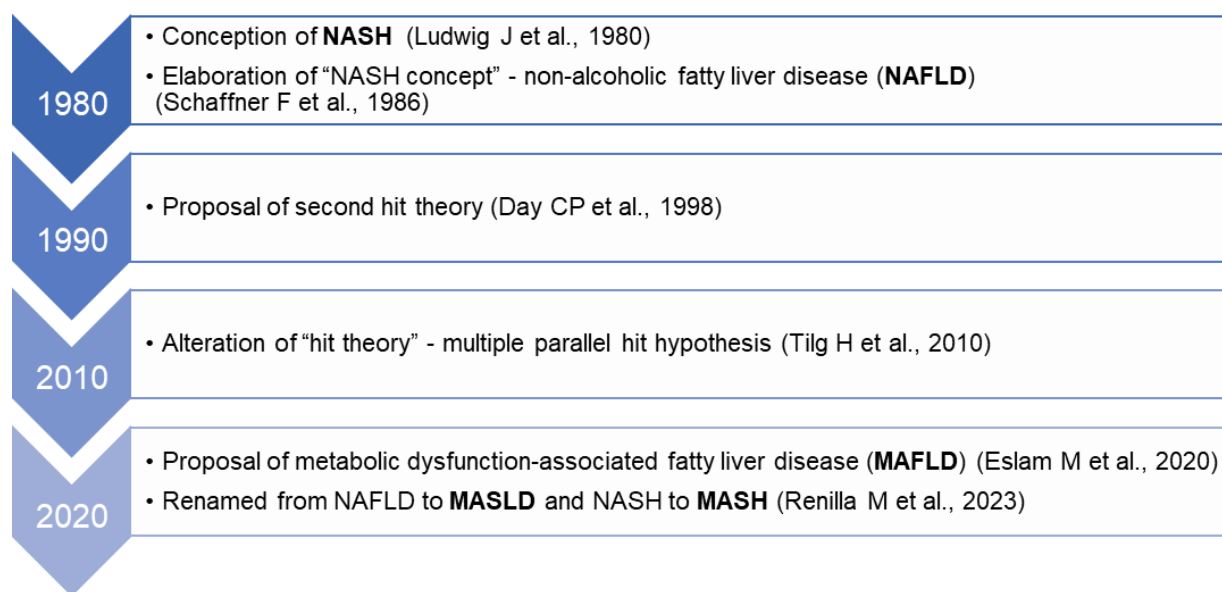 1980
• Conception of NASH (Ludwig J et al., 1980)
• Elaboration of “NASH concept” - non-alcoholic fatty liver disease (NAFLD)
(Schaffner F et al., 1986)
1990
• Proposal of second hit theory (Day CP et al., 1998)
2010
• Alteration of “hit theory” - multiple parallel hit hypothesis (Tilg H et al., 2010)
2020
• Proposal of metabolic dysfunction-associated fatty liver disease (MAFLD) (Eslam M et al., 2020)
• Renamed from NAFLD to MASLD and NASH to MASH (Renilla M et al., 2023)